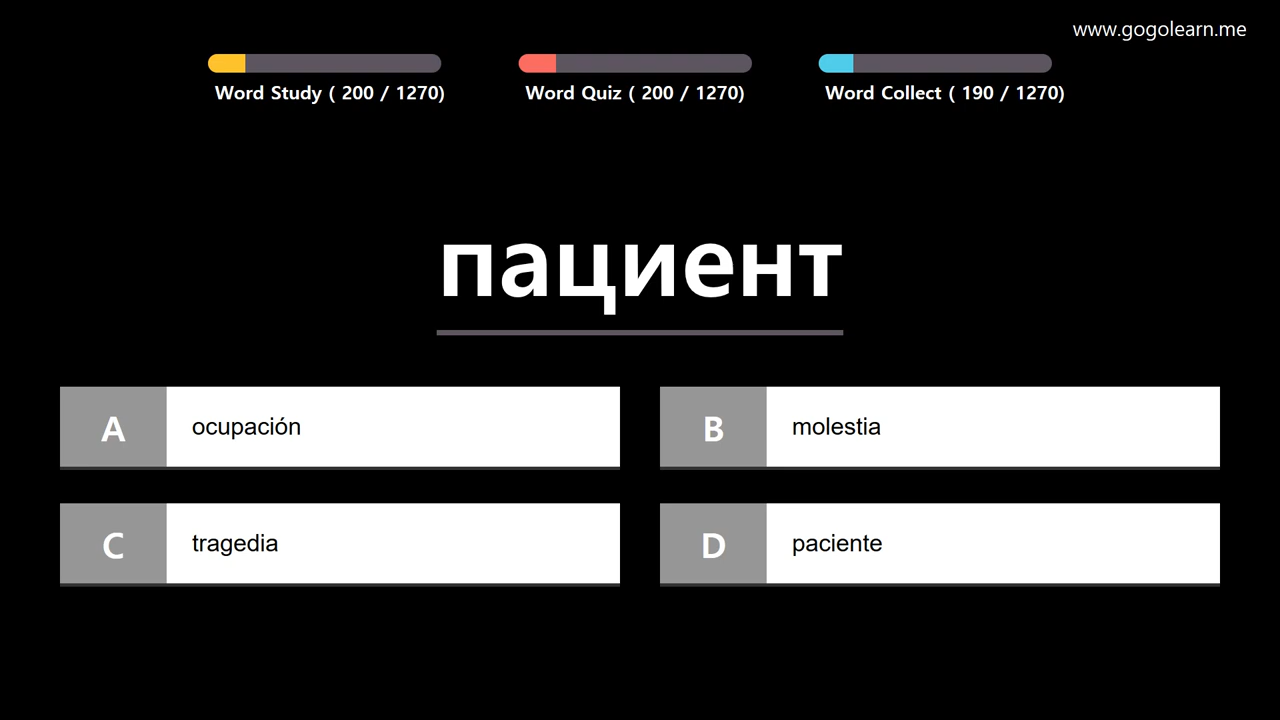 www.gogolearn.me
Word Study ( 200 / 1270)
Word Quiz ( 200 / 1270)
Word Collect ( 190 / 1270)
пациент
A ocupación
B molestia
C tragedia
D paciente